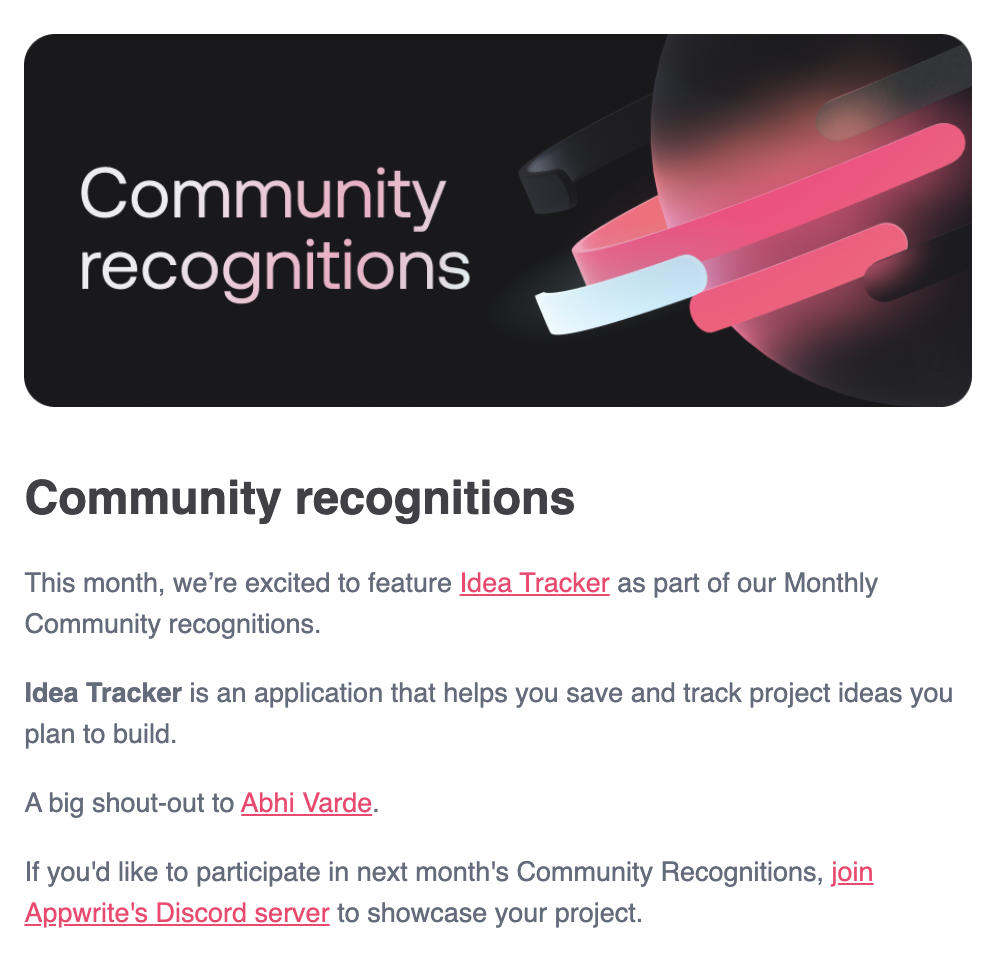 Community
recognitions
Community recognitions
This month, we’re excited to feature Idea Tracker as part of our Monthly
Community recognitions.
Idea Tracker is an application that helps you save and track project ideas you
plan to build.
A big shout-out to Abhi Varde.
If you'd like to participate in next month's Community Recognitions, join
Appwrite's Discord server to showcase your project.